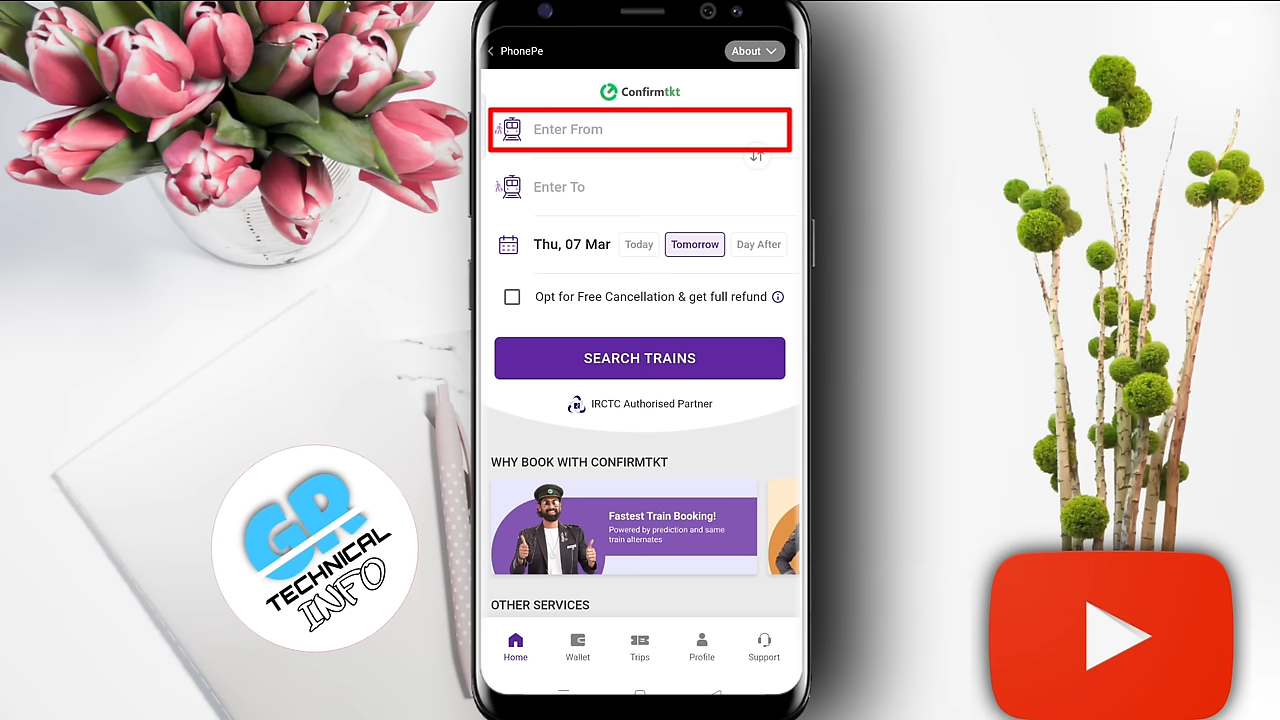 PhonePe
About
Confirmtkt
Enter From
Enter To
Thu, 07 Mar
Today
Tomorrow
Day After
Opt for Free Cancellation & get full refund
SEARCH TRAINS
IRCTC Authorised Partner
WHY BOOK WITH CONFIRMTKT
Fastest Train Booking!
Powered by prediction and same
train alternates
OTHER SERVICES
Home
Wallet
Trips
Profile
Support
GR
TECHNICAL
INFO